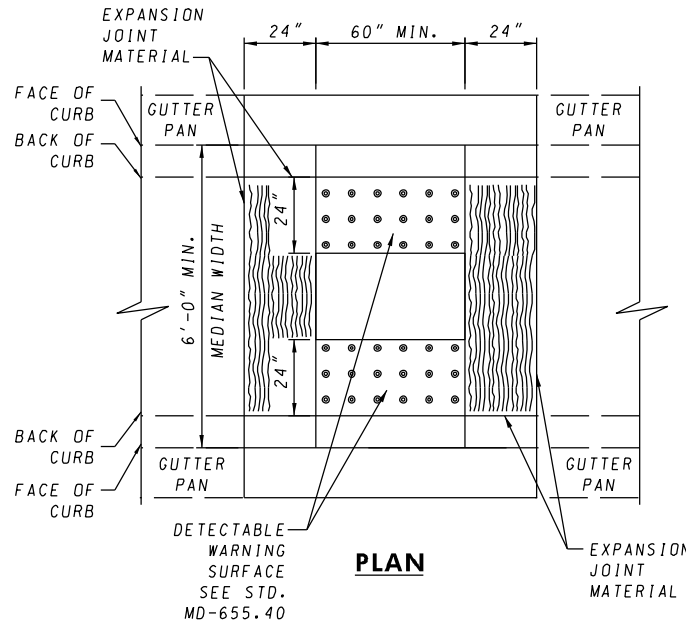 EXPANSION
JOINT
MATERIAL
24"
60" MIN.
24"
FACE OF
CURB
BACK OF
CURB
GUTTER
PAN
GUTTER
PAN
24"
6'-0" MIN.
MEDIAN WIDTH
24"
BACK OF
CURB
FACE OF
CURB
GUTTER
PAN
GUTTER
PAN
DETECTABLE
WARNING
SURFACE
SEE STD.
MD-655.40
PLAN
EXPANSION
JOINT
MATERIAL